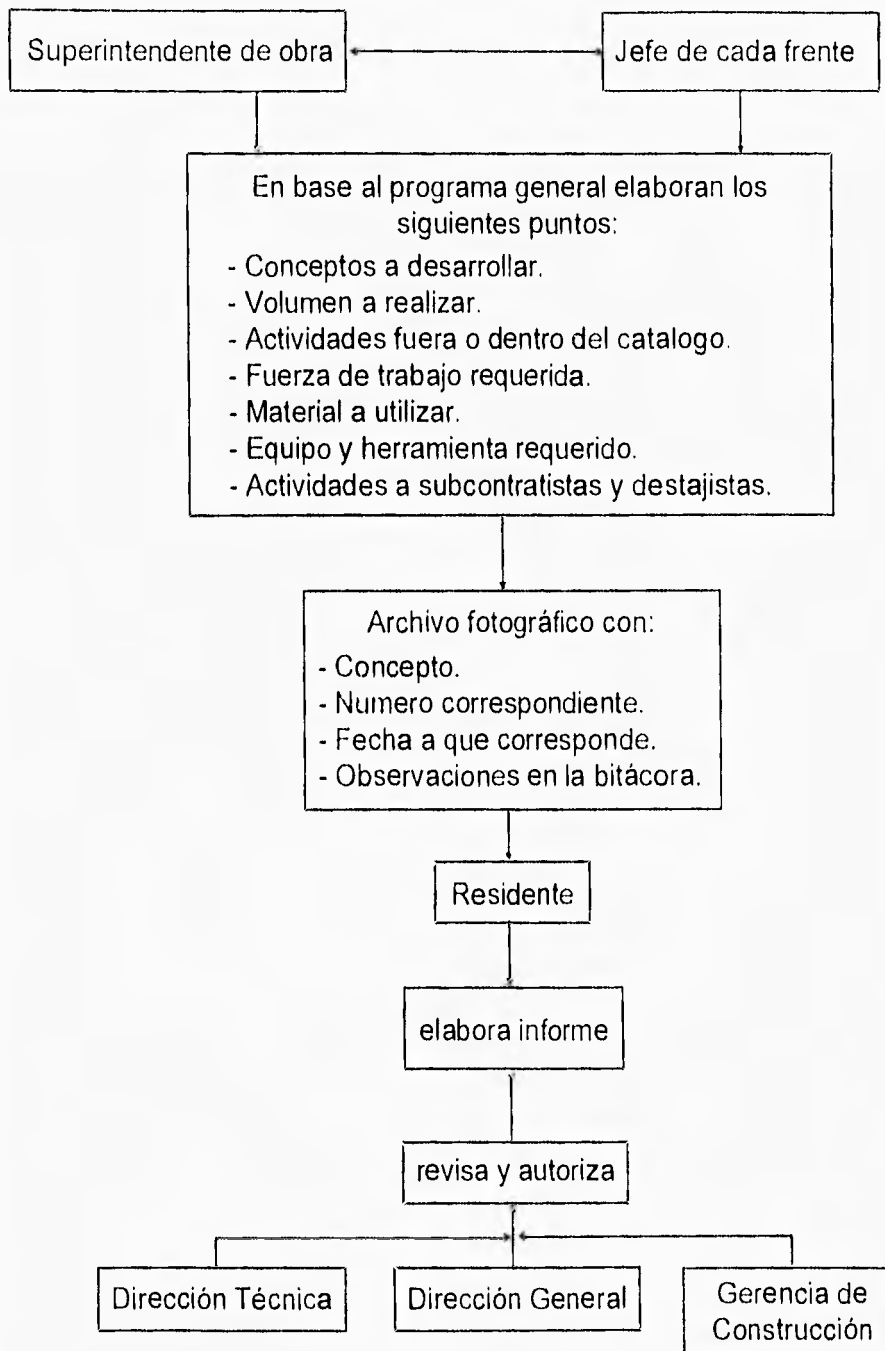 Superintendente de obra
Jefe de cada frente
En base al programa general elaboran los
siguientes puntos:
- Conceptos a desarrollar.
- Volumen a realizar.
- Actividades fuera o dentro del catalogo.
- Fuerza de trabajo requerida.
- Material a utilizar.
- Equipo y herramienta requerido.
- Actividades a subcontratistas y destajistas.
Archivo fotográfico con:
- Concepto.
- Numero correspondiente.
- Fecha a que corresponde.
- Observaciones en la bitácora.
Residente
elabora informe
revisa y autoriza
Dirección Técnica
Dirección General
Gerencia de
Construcción